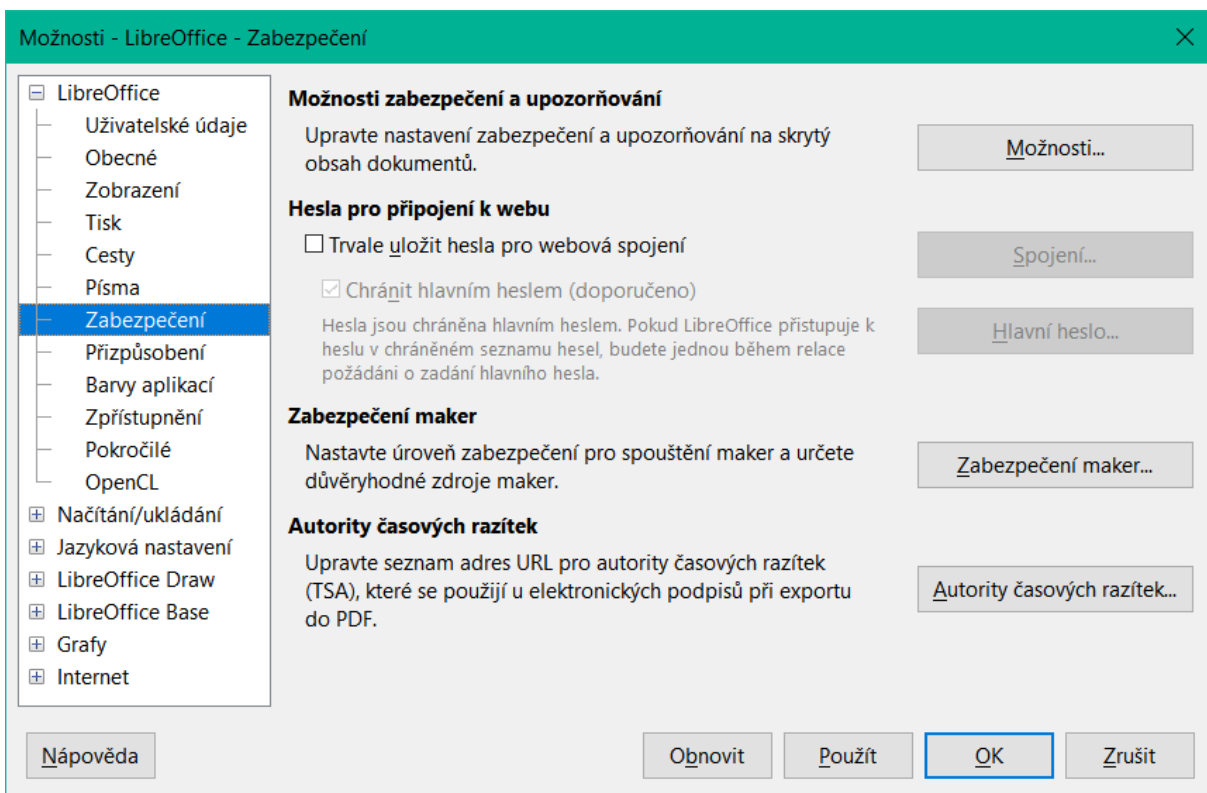 Možnosti - LibreOffice - Zabezpečení
LibreOffice
Uživatelské údaje
Obecné
Zobrazení
Tisk
Cesty
Písma
Zabezpečení
Přizpůsobení
Barvy aplikací
Zpřístupnění
Pokročilé
OpenCL
Načítání/ukládání
Jazyková nastavení
LibreOffice Draw
LibreOffice Base
Grafy
Internet
Možnosti zabezpečení a upozorňování
Upravte nastavení zabezpečení a upozorňování na skrytý
obsah dokumentů.
Možnosti...
Hesla pro připojení k webu
Trvale uložit hesla pro webová spojení
Spojení...
Chránit hlavním heslem (doporučeno)
Hesla jsou chráněna hlavním heslem. Pokud LibreOffice přistupuje k
heslu v chráněném seznamu hesel, budete jednou během relace
požádáni o zadání hlavního hesla.
Hlavní heslo...
Zabezpečení maker
Nastavte úroveň zabezpečení pro spouštění maker a určete
důvěryhodné zdroje maker.
Zabezpečení maker...
Autority časových razítek
Upravte seznam adres URL pro autority časových razítek
(TSA), které se použijí u elektronických podpisů při exportu
do PDF.
Autority časových razítek...
Nápověda
Obnovit
Použít
OK
Zrušit